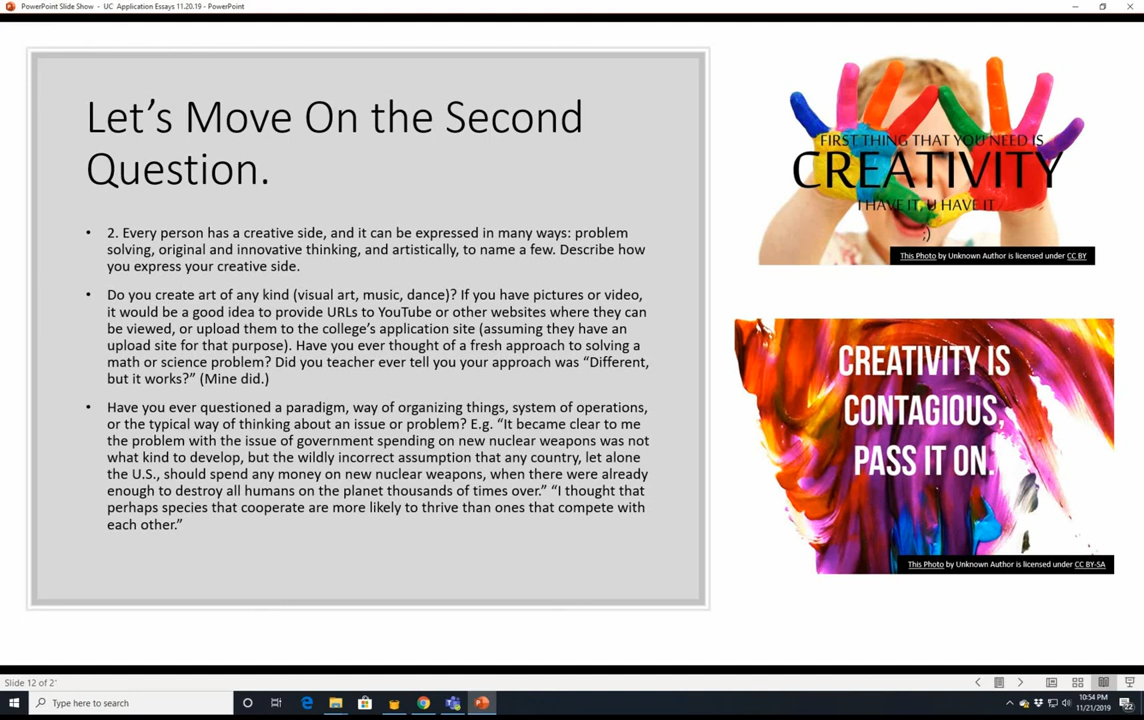 PowerPoint Slide Show - UC Application Essays 11.20.19 - PowerPoint
Let’s Move On the Second
Question.
• 2. Every person has a creative side, and it can be expressed in many ways: problem
solving, original and innovative thinking, and artistically, to name a few. Describe how
you express your creative side.
• Do you create art of any kind (visual art, music, dance)? If you have pictures or video,
it would be a good idea to provide URLs to YouTube or other websites where they can
be viewed, or upload them to the college’s application site (assuming they have an
upload site for that purpose). Have you ever thought of a fresh approach to solving a
math or science problem? Did you teacher ever tell you your approach was “Different,
but it works?” (Mine did.)
• Have you ever questioned a paradigm, way of organizing things, system of operations,
or the typical way of thinking about an issue or problem? E.g. “It became clear to me
the problem with the issue of government spending on new nuclear weapons was not
what kind to develop, but the wildly incorrect assumption that any country, let alone
the U.S., should spend any money on new nuclear weapons, when there were already
enough to destroy all humans on the planet thousands of times over.” “I thought that
perhaps species that cooperate are more likely to thrive than ones that compete with
each other.”
FIRST THING THAT YOU NEED IS
CREATIVITY
I HAVE IT, U HAVE IT
;)
This Photo by Unknown Author is licensed under CC BY
CREATIVITY IS
CONTAGIOUS,
PASS IT ON.
This Photo by Unknown Author is licensed under CC BY-SA
Slide 12 of 2
Type here to search
10:54 PM
11/21/2019
22